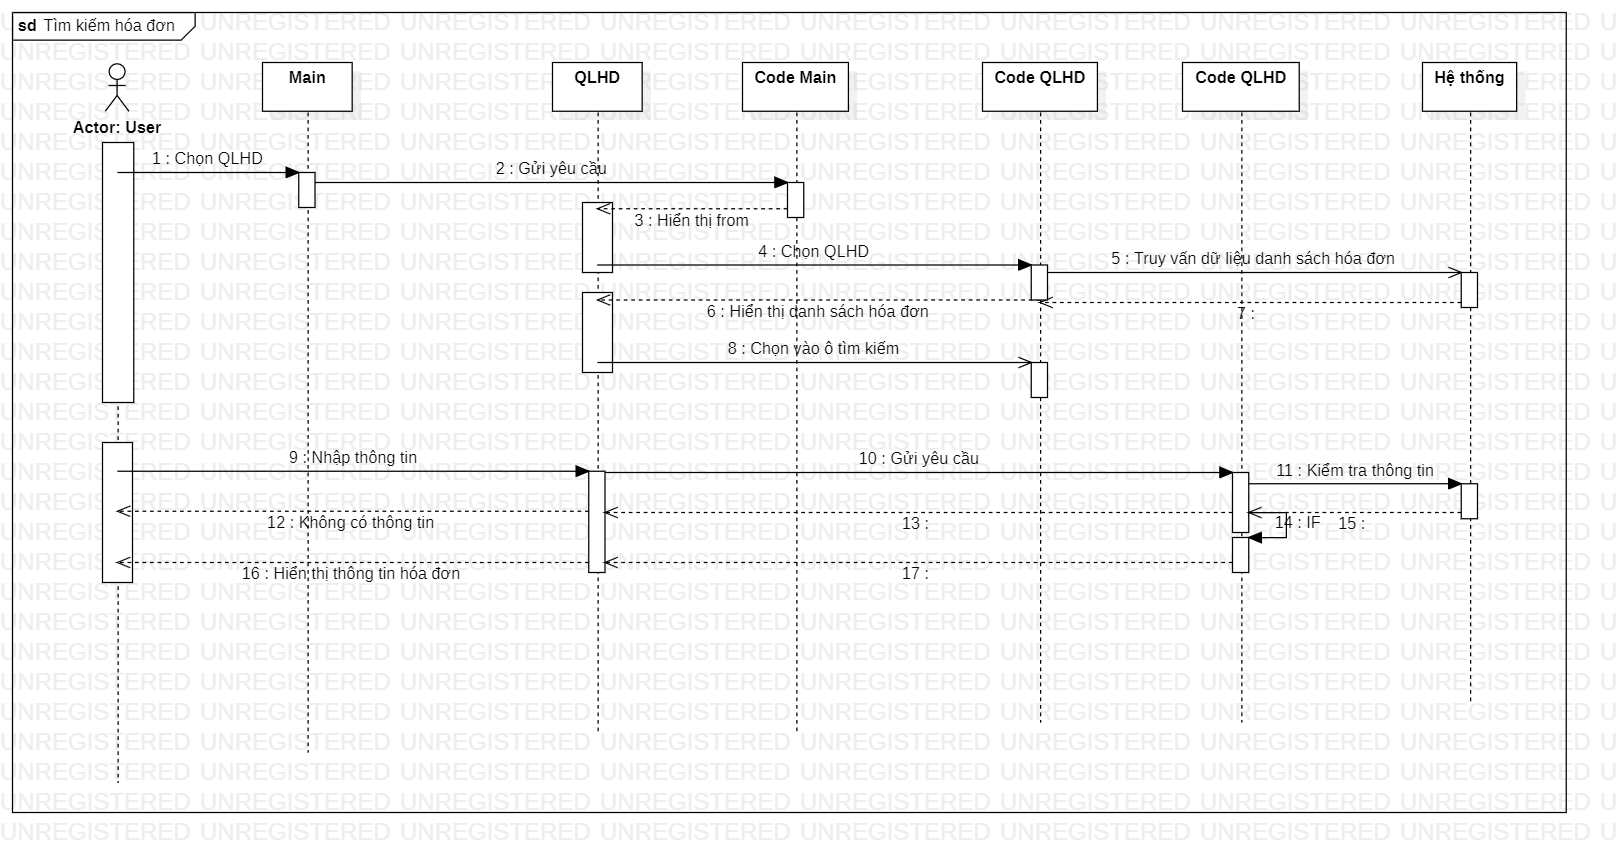 sd Tìm kiếm hóa đơn
Main
QLHD
Code Main
Code QLHD
Code QLHD
Hệ thống
Actor: User
1 : Chọn QLHD
2 : Gửi yêu cầu
3 : Hiển thị from
4 : Chọn QLHD
5 : Truy vấn dữ liệu danh sách hóa đơn
6 : Hiển thị danh sách hóa đơn
7 :
8 : Chọn vào ô tìm kiếm
9 : Nhập thông tin
10 : Gửi yêu cầu
11 : Kiểm tra thông tin
12 : Không có thông tin
13 :
14 : IF
15 :
16 : Hiển thị thông tin hóa đơn
17 :
UNREGISTERED